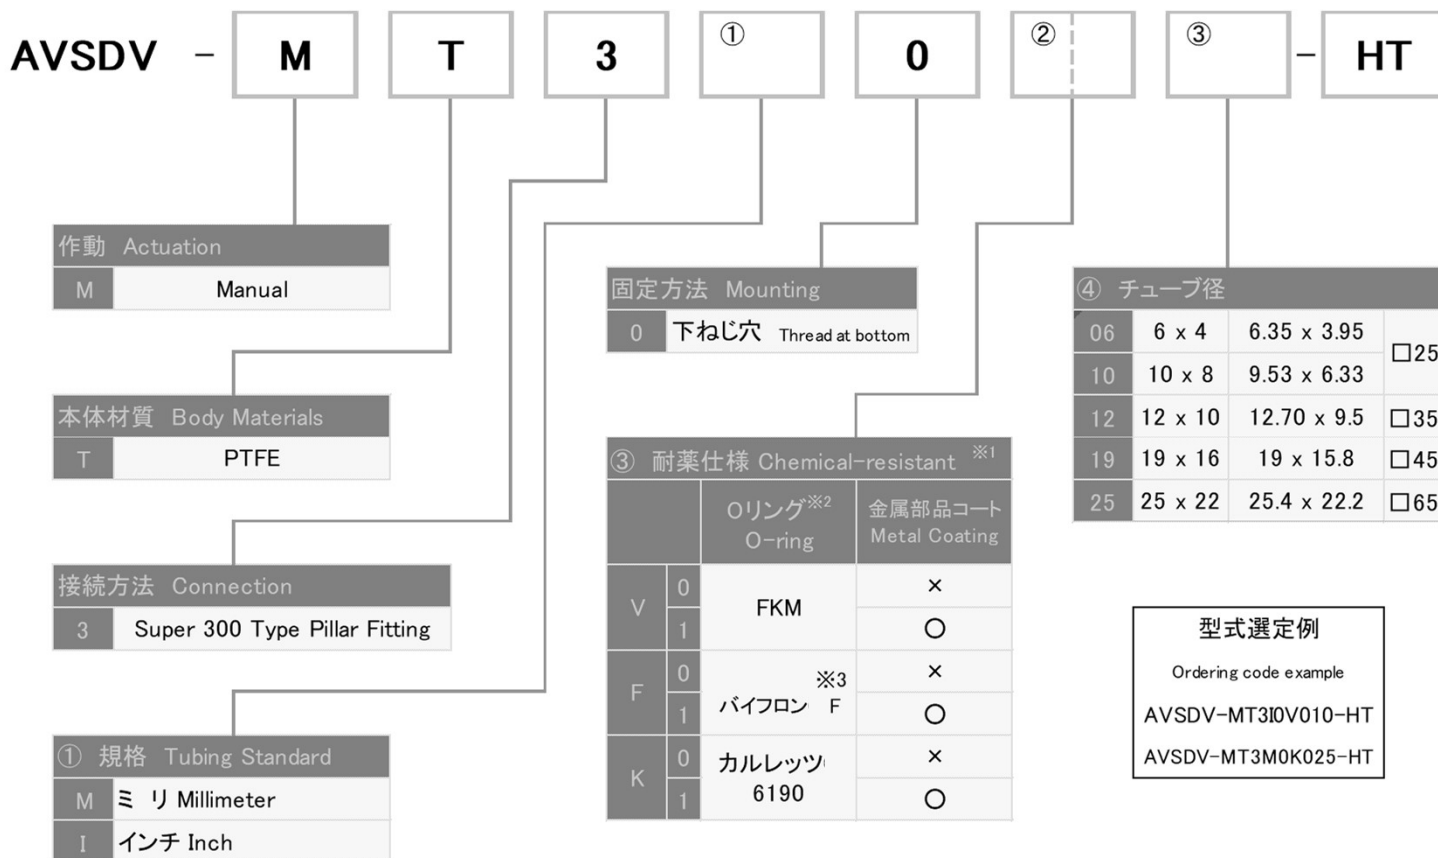 AVSDV - M T 3 ① 0 ② ③ - HT
作動 Actuation
M Manual
本体材質 Body Materials
T PTFE
接続方法 Connection
3 Super 300 Type Pillar Fitting
① 規格 Tubing Standard
M ミリ Millimeter
I インチ Inch
固定方法 Mounting
0 下ねじ穴 Thread at bottom
③ 耐薬仕様 Chemical-resistant ※1
Oリング※2 金属部品コート
O-ring Metal Coating
V 0 FKM ×
1 ○
F 0 バイフロン F ※3 ×
1 ○
K 0 カルレッツ ×
1 6190 ○
④ チューブ径
06 6 x 4 6.35 x 3.95 □25
10 10 x 8 9.53 x 6.33
12 12 x 10 12.70 x 9.5 □35
19 19 x 16 19 x 15.8 □45
25 25 x 22 25.4 x 22.2 □65
型式選定例
Ordering code example
AVSDV-MT3I0V010-HT
AVSDV-MT3M0K025-HT